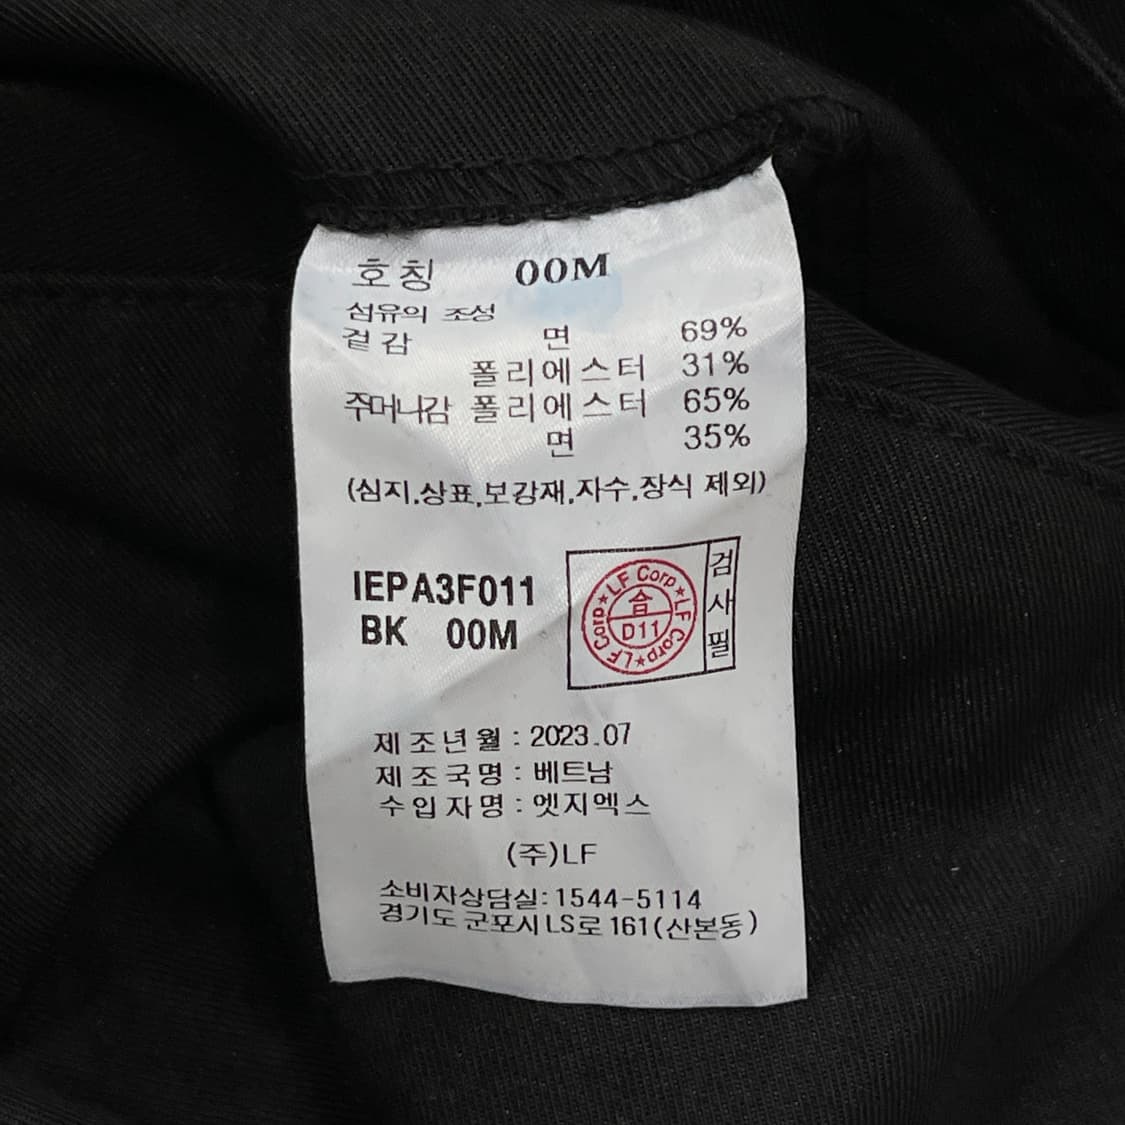 호칭 00M
섬유의 조성
겉감 면 69%
폴리에스터 31%
주머니감 폴리에스터 65%
면 35%
(심지,상표,보강재,자수,장식 제외)
IEPA3F011
BK 00M
LF Corp★LF Corp★LF Corp★
合
D11
검사필
제조년월 : 2023.07
제조국명 : 베트남
수입자명 : 엣지엑스
(주)LF
소비자상담실: 1544-5114
경기도 군포시 LS로 161(산본동)